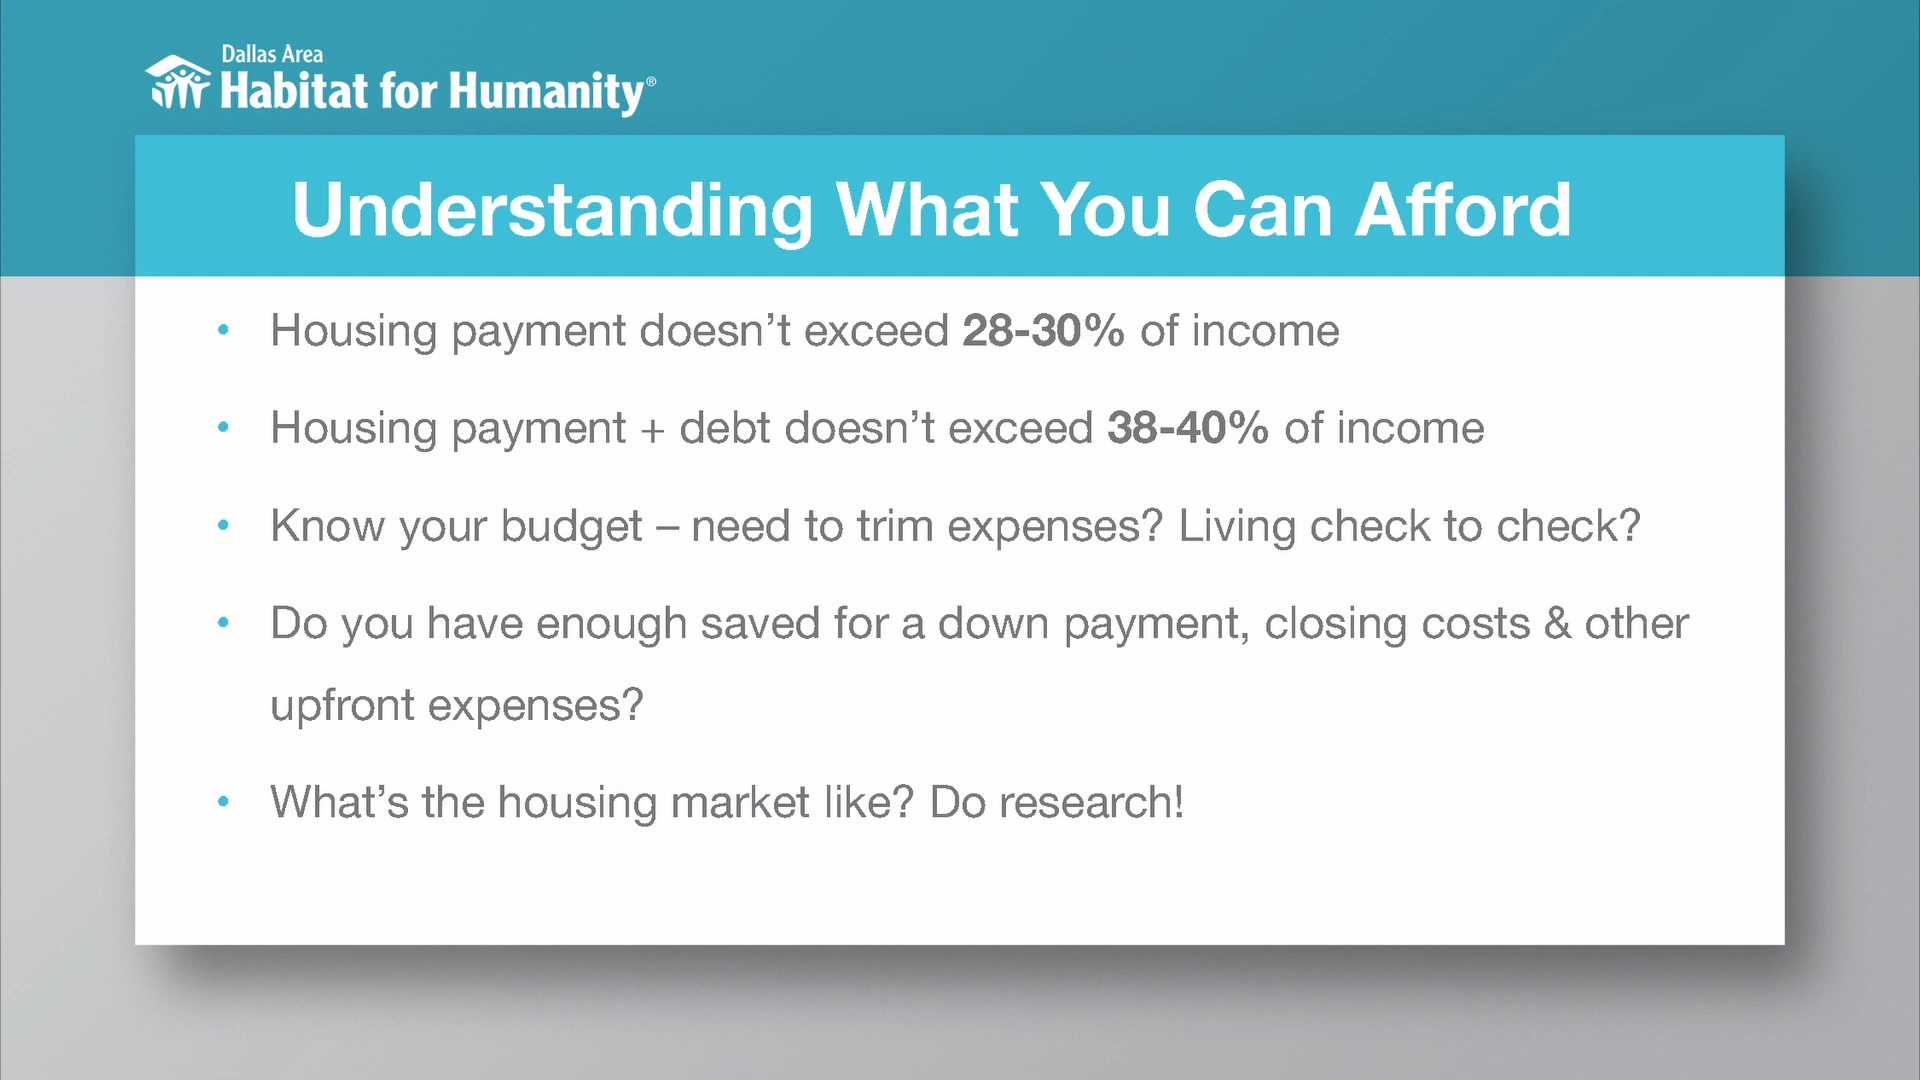 Dallas Area
Habitat for Humanity®
Understanding What You Can Afford
• Housing payment doesn’t exceed 28-30% of income
• Housing payment + debt doesn’t exceed 38-40% of income
• Know your budget – need to trim expenses? Living check to check?
• Do you have enough saved for a down payment, closing costs & other
upfront expenses?
• What’s the housing market like? Do research!